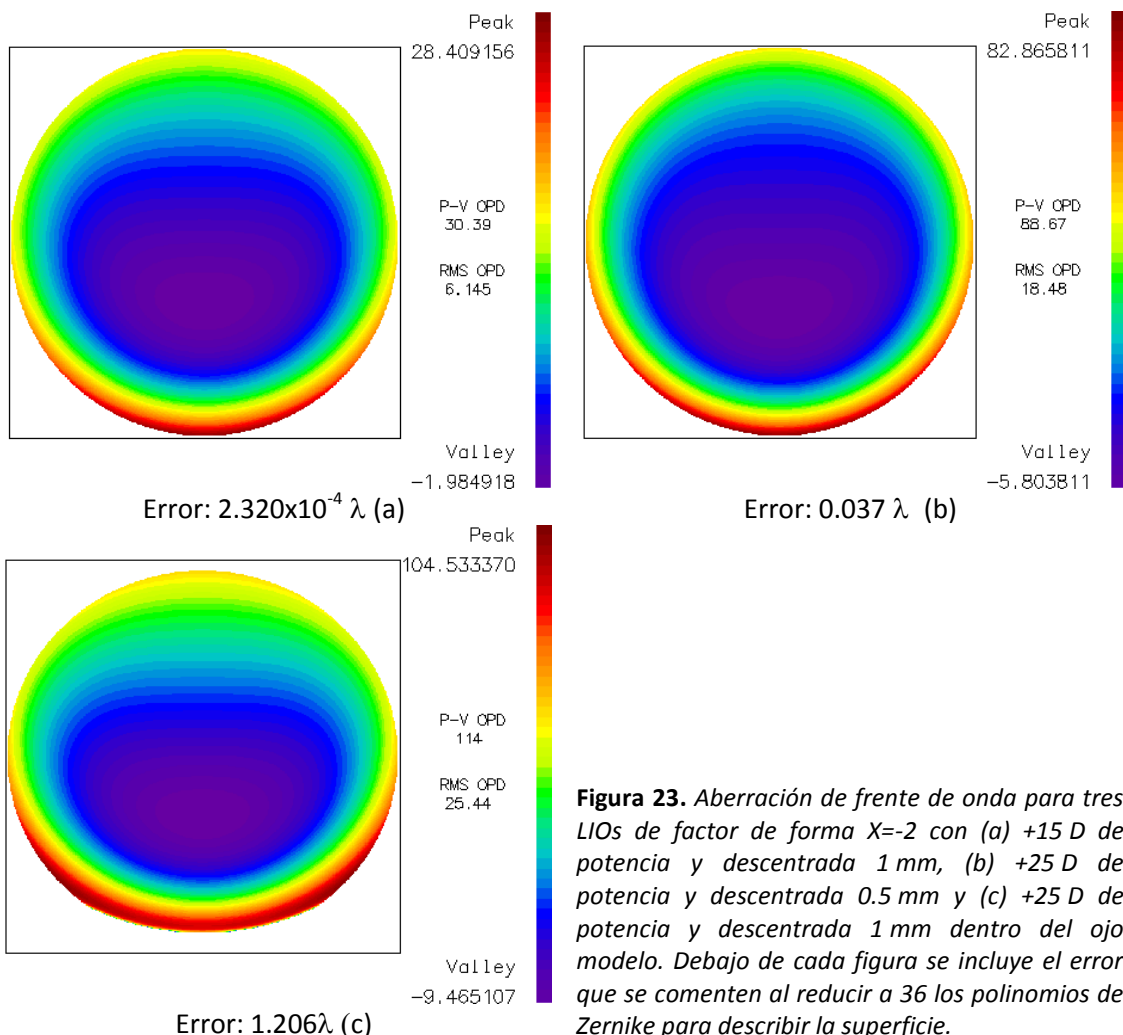 Peak
28.409156
P-V OPD
30.39
RMS OPD
6.145
Valley
-1.984918
Error: 2.320x10⁻⁴ λ (a)
Peak
82.865811
P-V OPD
88.67
RMS OPD
18.48
Valley
-5.803811
Error: 0.037 λ (b)
Peak
104.533370
P-V OPD
114
RMS OPD
25.44
Valley
-9.465107
Error: 1.206λ (c)
Figura 23. Aberración de frente de onda para tres
LIOs de factor de forma X=-2 con (a) +15 D de
potencia y descentrada 1 mm, (b) +25 D de
potencia y descentrada 0.5 mm y (c) +25 D de
potencia y descentrada 1 mm dentro del ojo
modelo. Debajo de cada figura se incluye el error
que se comenten al reducir a 36 los polinomios de
Zernike para describir la superficie.